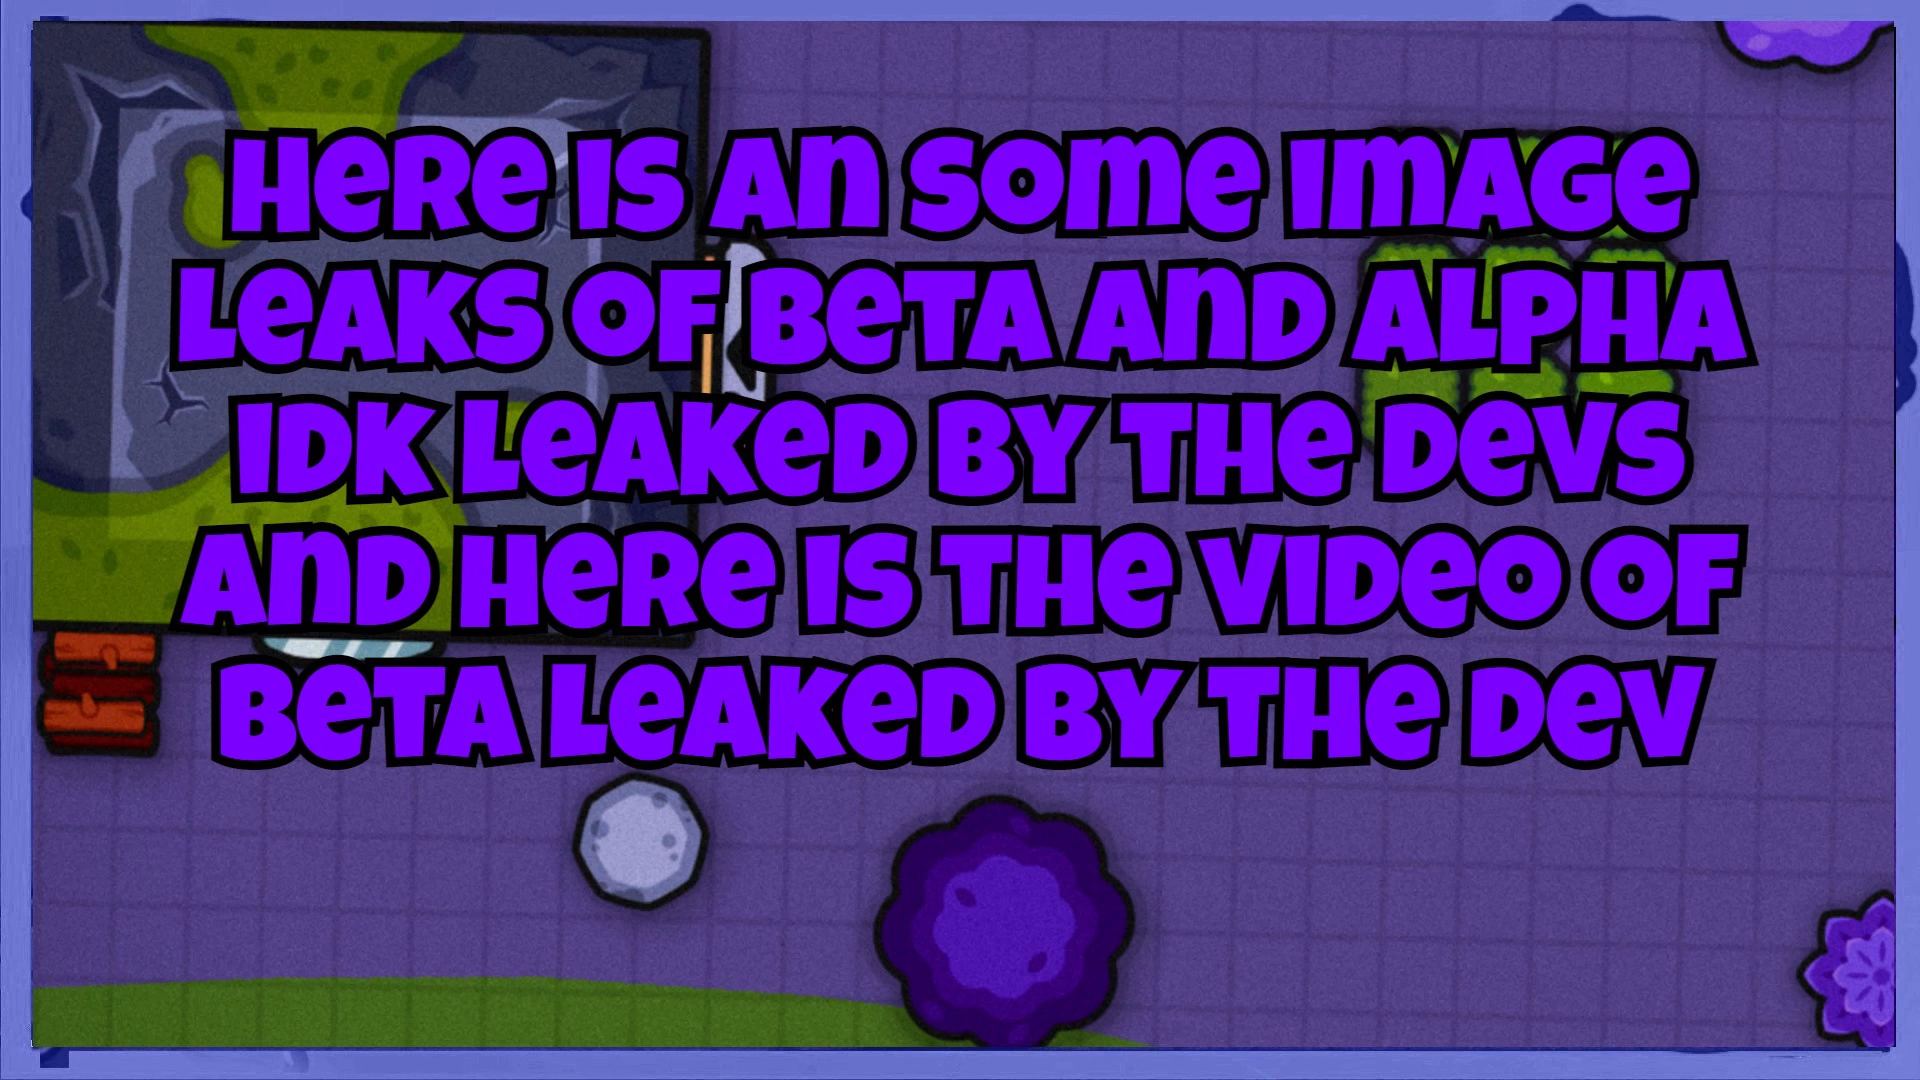 HERE IS AN SOME IMAGE
LEAKS OF BETA AND ALPHA
IDK LEAKED BY THE DEVS
AND HERE IS THE VIDEO OF
BETA LEAKED BY THE DEV